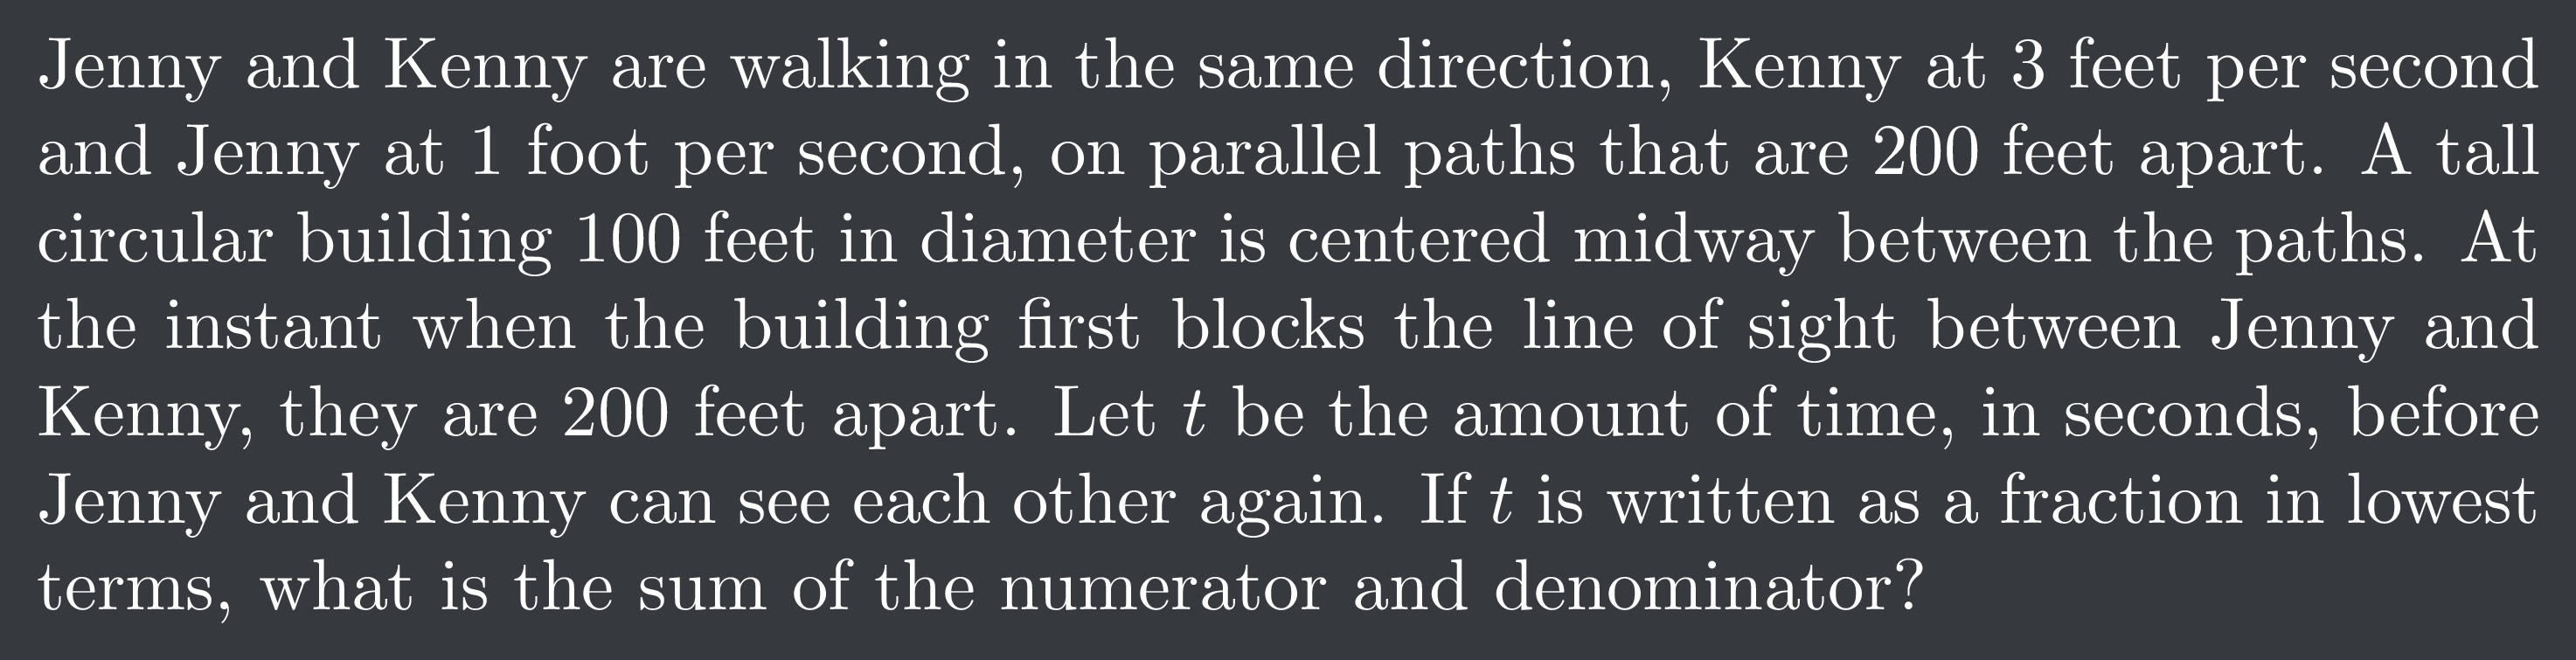 Jenny and Kenny are walking in the same direction, Kenny at 3 feet per second
and Jenny at 1 foot per second, on parallel paths that are 200 feet apart. A tall
circular building 100 feet in diameter is centered midway between the paths. At
the instant when the building first blocks the line of sight between Jenny and
Kenny, they are 200 feet apart. Let t be the amount of time, in seconds, before
Jenny and Kenny can see each other again. If t is written as a fraction in lowest
terms, what is the sum of the numerator and denominator?